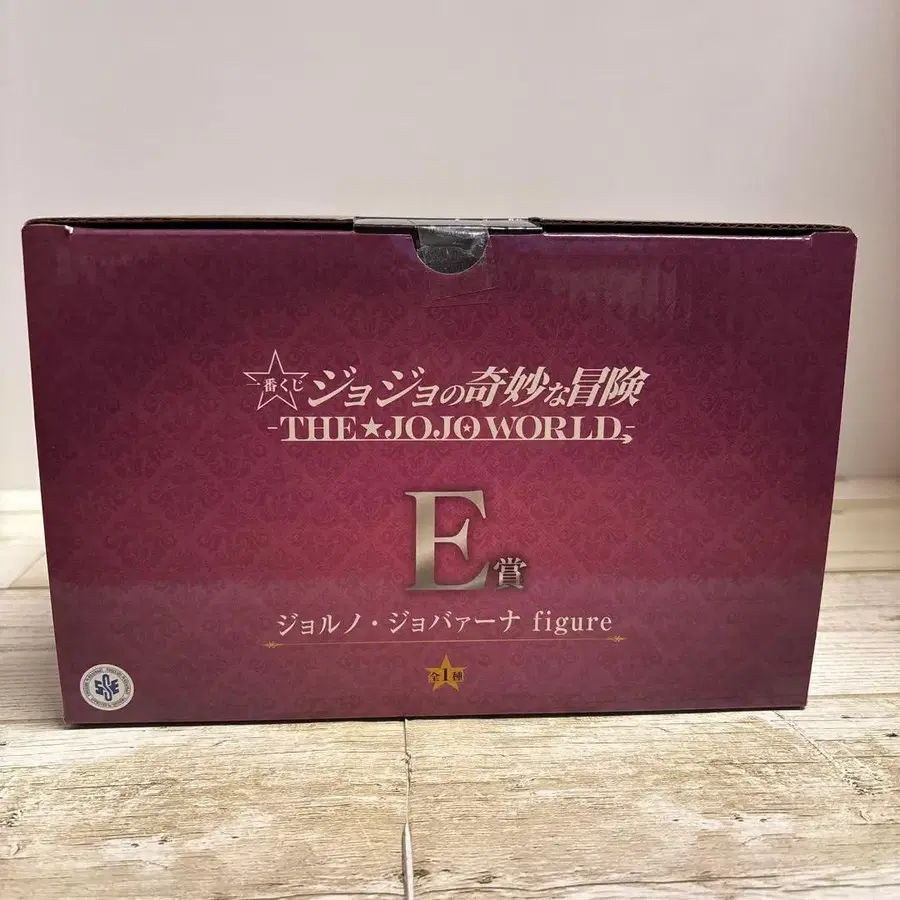 一番くじ ジョジョの奇妙な冒険
-THE★JOJO WORLD-
E賞
ジョルノ・ジョバァーナ figure
全1種